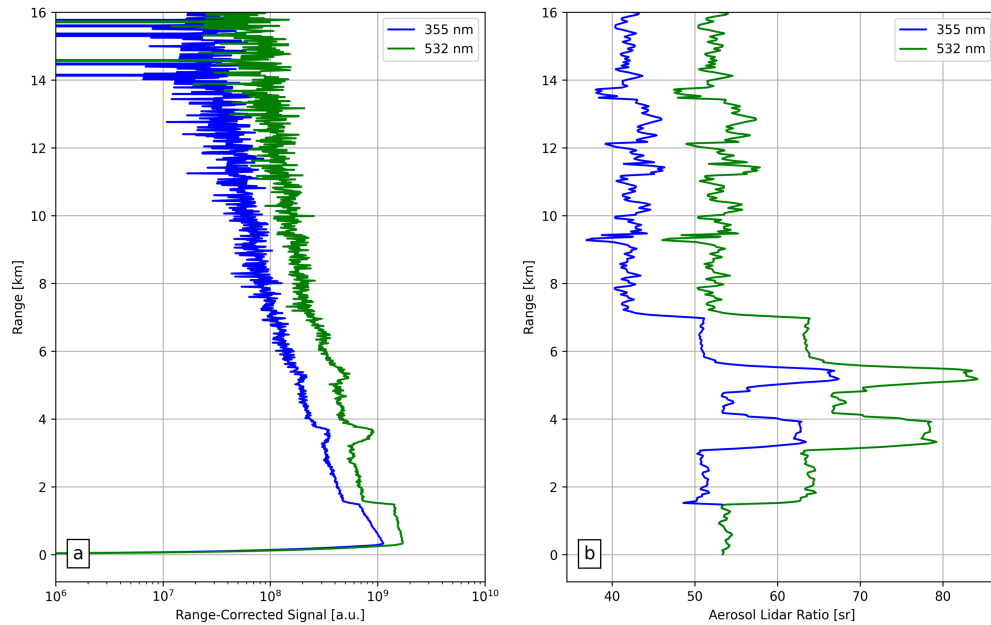 16
14
12
10
8
6
4
2
0
Range [km]
355 nm
532 nm
a
10^6
10^7
10^8
10^9
10^10
Range-Corrected Signal [a.u.]
16
14
12
10
8
6
4
2
0
Range [km]
355 nm
532 nm
b
40
50
60
70
80
Aerosol Lidar Ratio [sr]